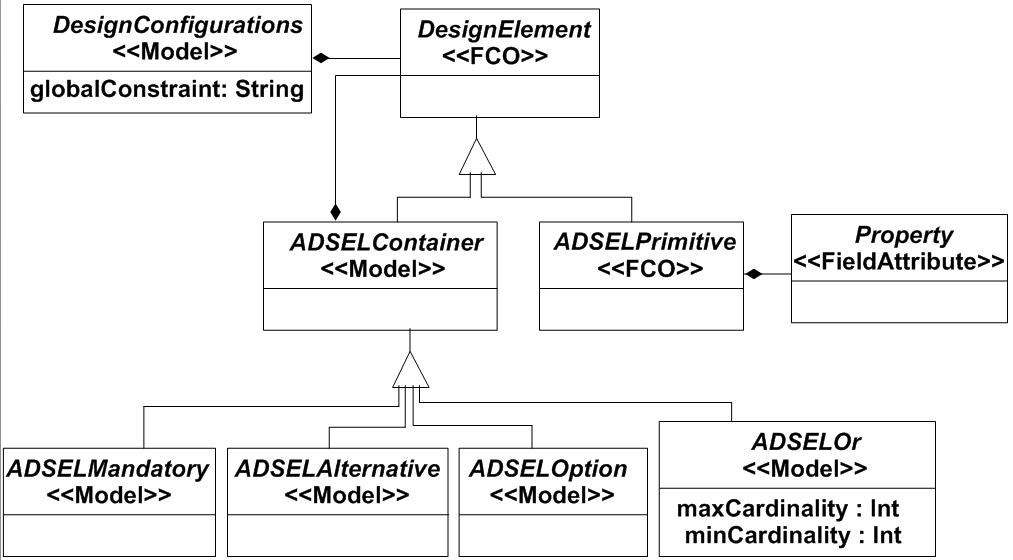 DesignConfigurations
<<Model>>
globalConstraint: String
DesignElement
<<FCO>>
ADSELContainer
<<Model>>
ADSELPrimitive
<<FCO>>
Property
<<FieldAttribute>>
ADSELMandatory
<<Model>>
ADSELAlternative
<<Model>>
ADSELOption
<<Model>>
ADSELOr
<<Model>>
maxCardinality : Int
minCardinality : Int